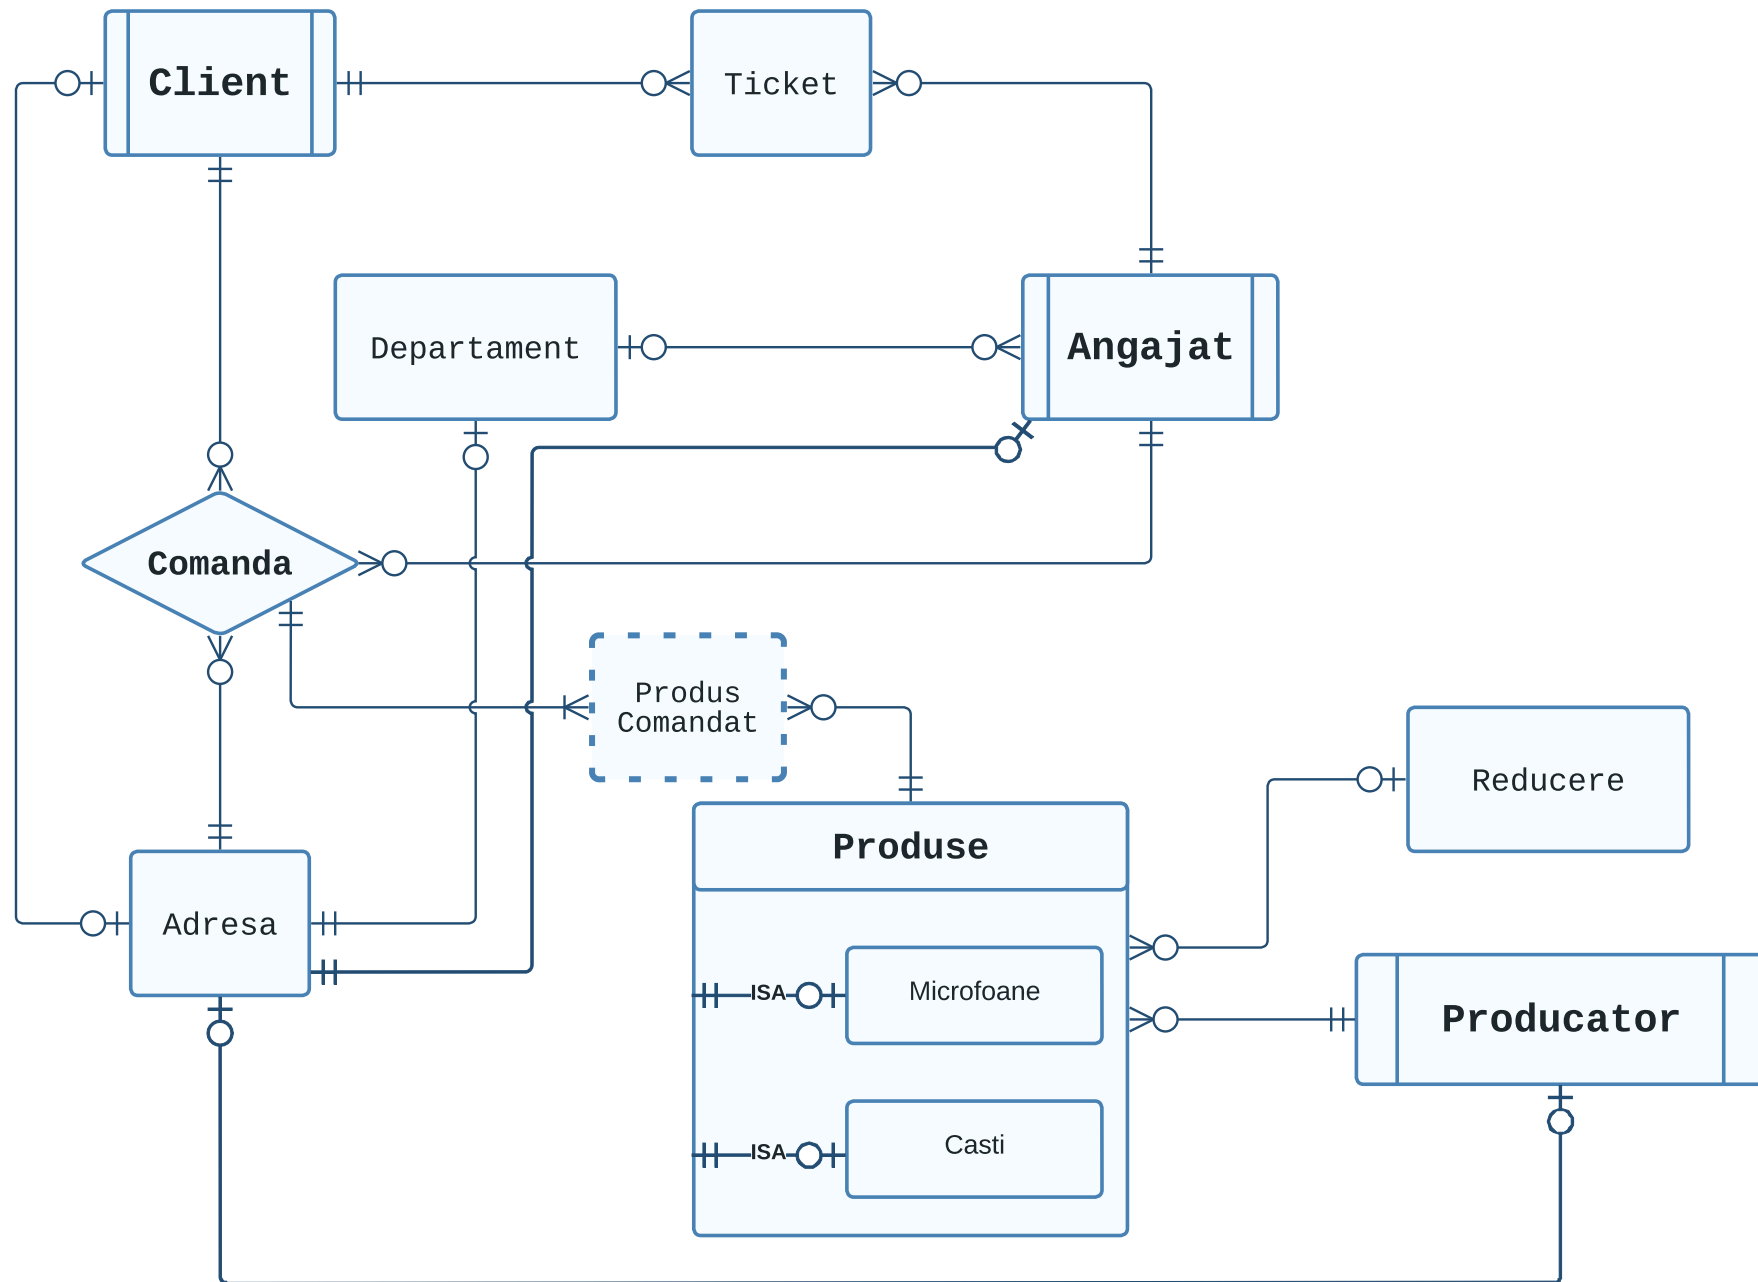 Client
Ticket
Departament
Angajat
Comanda
Produs
Comandat
Reducere
Produse
Adresa
ISA
Microfoane
Producator
ISA
Casti